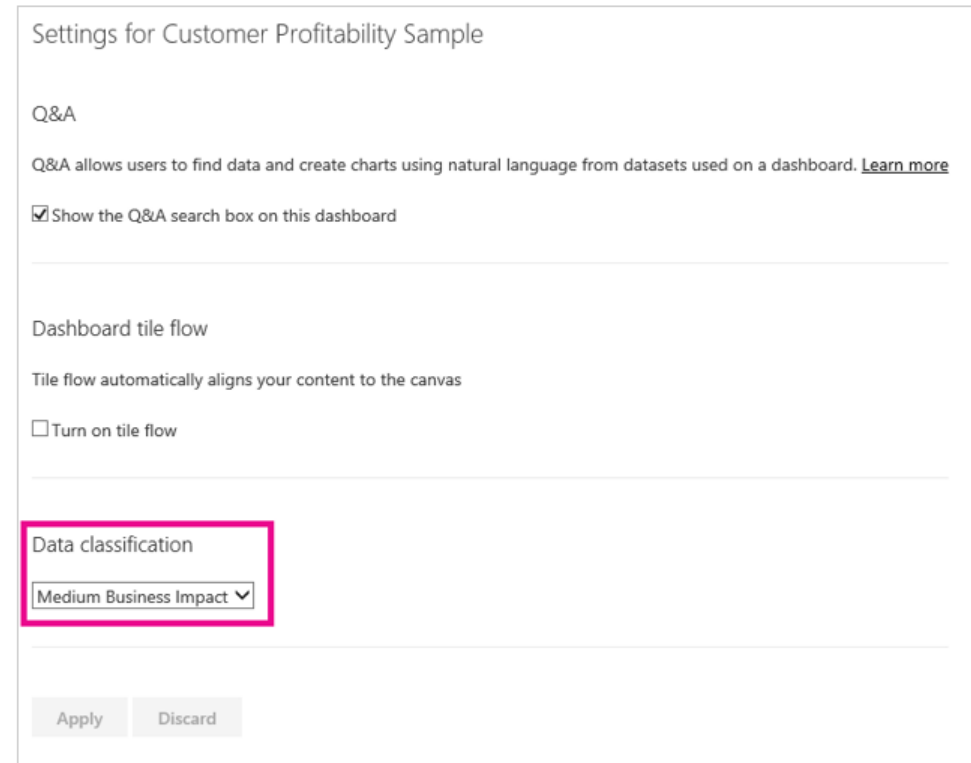 Settings for Customer Profitability Sample
Q&A
Q&A allows users to find data and create charts using natural language from datasets used on a dashboard. Learn more
Show the Q&A search box on this dashboard
Dashboard tile flow
Tile flow automatically aligns your content to the canvas
Turn on tile flow
Data classification
Medium Business Impact
Apply Discard